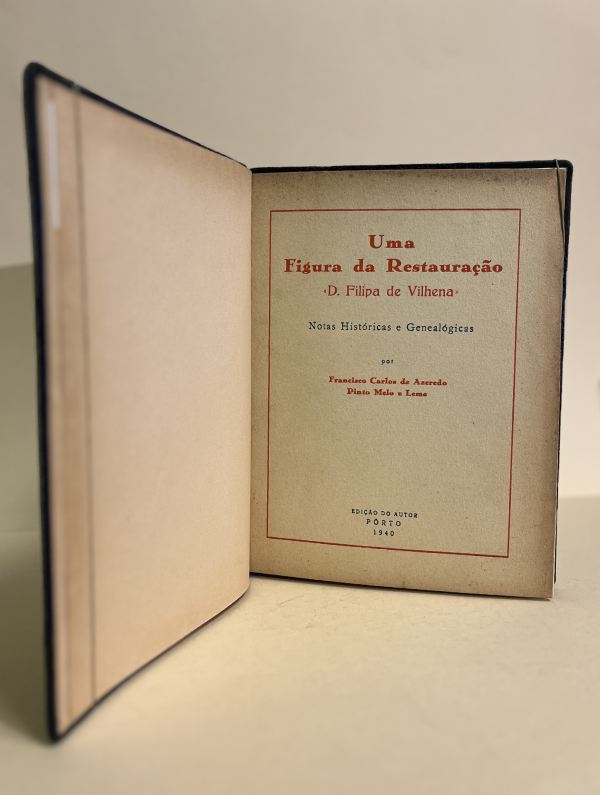 Uma
Figura da Restauração
«D. Filipa de Vilhena»
Notas Históricas e Genealógicas
por
Francisco Carlos de Azeredo
Pinto Melo e Leme
EDIÇÃO DO AUTOR
PÔRTO
1940